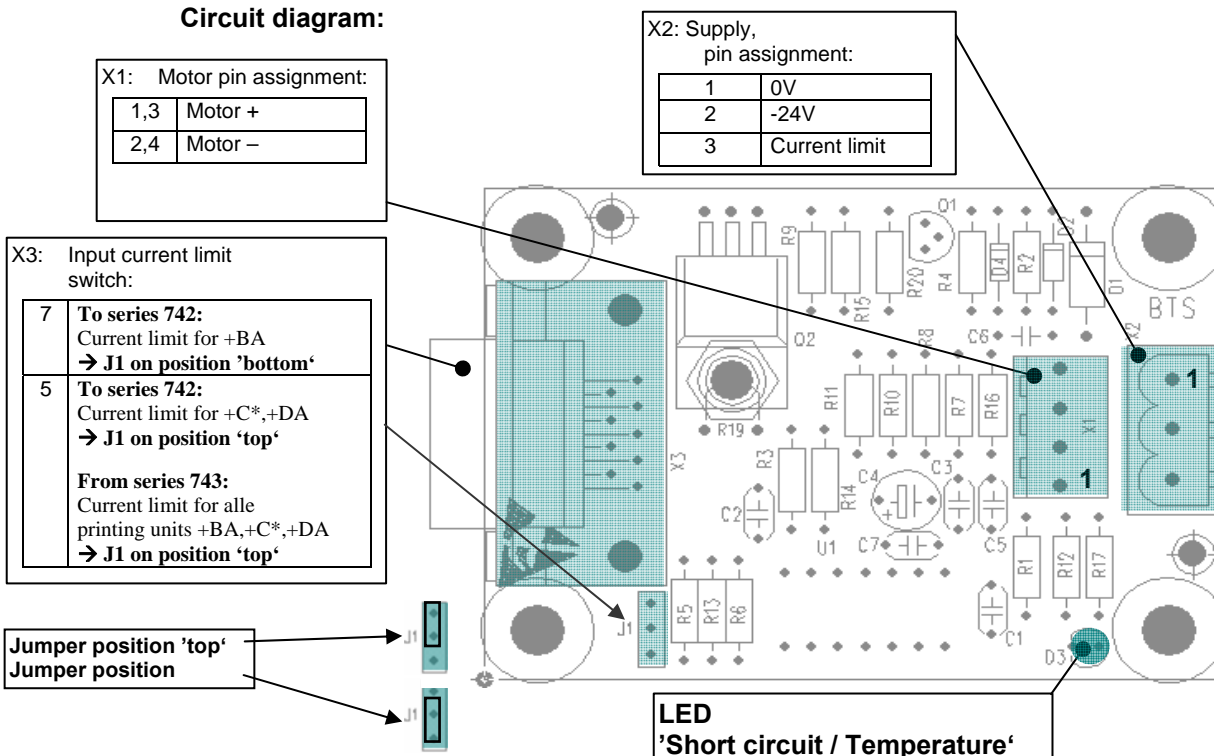 Circuit diagram:
X1: Motor pin assignment:
1,3 Motor +
2,4 Motor –
X2: Supply,
pin assignment:
1 0V
2 -24V
3 Current limit
X3: Input current limit
switch:
7 To series 742:
Current limit for +BA
→ J1 on position ’bottom‘
5 To series 742:
Current limit for +C*,+DA
→ J1 on position ‘top‘
From series 743:
Current limit for alle
printing units +BA,+C*,+DA
→ J1 on position ‘top‘
Jumper position ’top‘
Jumper position
J1
J1
LED
’Short circuit / Temperature‘
R9
R15
R20
Q1
R4
D4
R2
D2
D1
BTS
X2
1
Q2
C6
R8
R11
R10
R7
R16
X1
1
R19
X3
R3
R14
C4
+
C3
C2
U1
C7
C5
R1
R12
R17
J1
R5
R13
R6
C1
D3